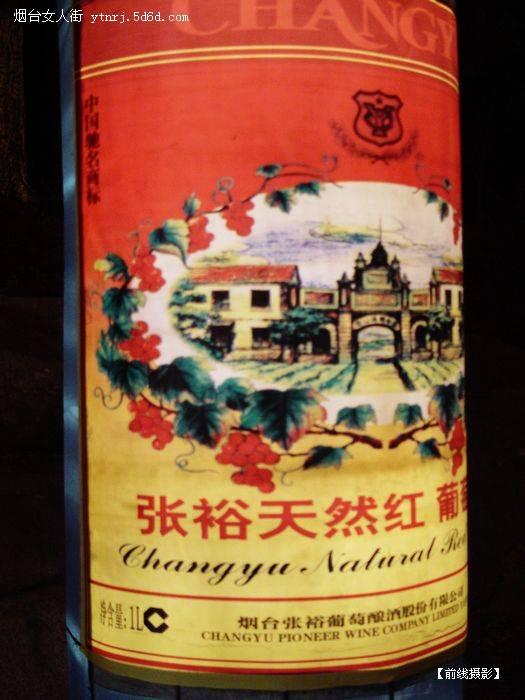 烟台女人街 ytnrj.5d6d.com
CHANGY
中国驰名商标
张裕天然红 葡萄
Changyu Natural Re
净含量:1L
烟台张裕葡萄酿酒股份有限公司
CHANGYU PIONEER WINE COMPANY LIMITED
【前线摄影】